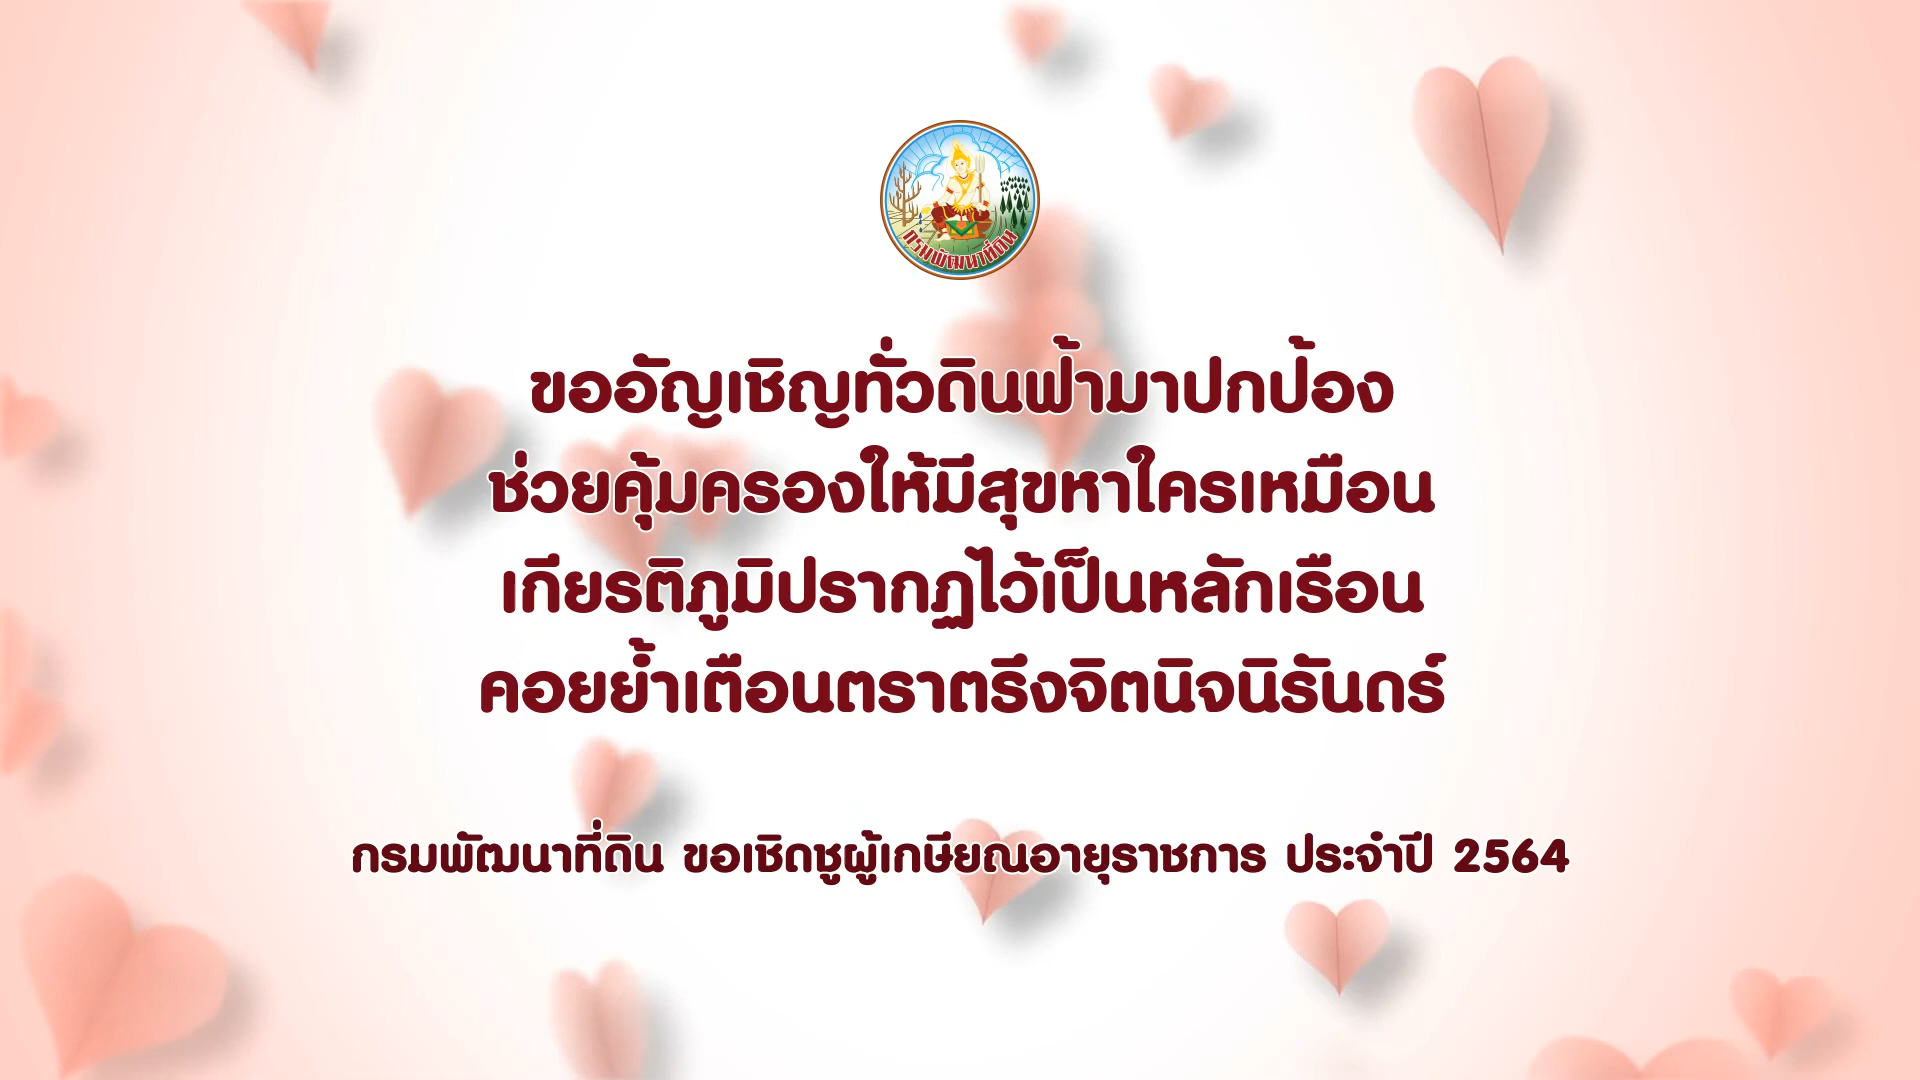 กรมพัฒนาที่ดิน
ขออัญเชิญทั่วดินฟ้ามาปกป้อง
ช่วยคุ้มครองให้มีสุขหาใครเหมือน
เกียรติภูมิปรากฏไว้เป็นหลักเรือน
คอยย้ำเตือนตราตรึงจิตนิจนิรันดร์
กรมพัฒนาที่ดิน ขอเชิดชูผู้เกษียณอายุราชการ ประจำปี 2564